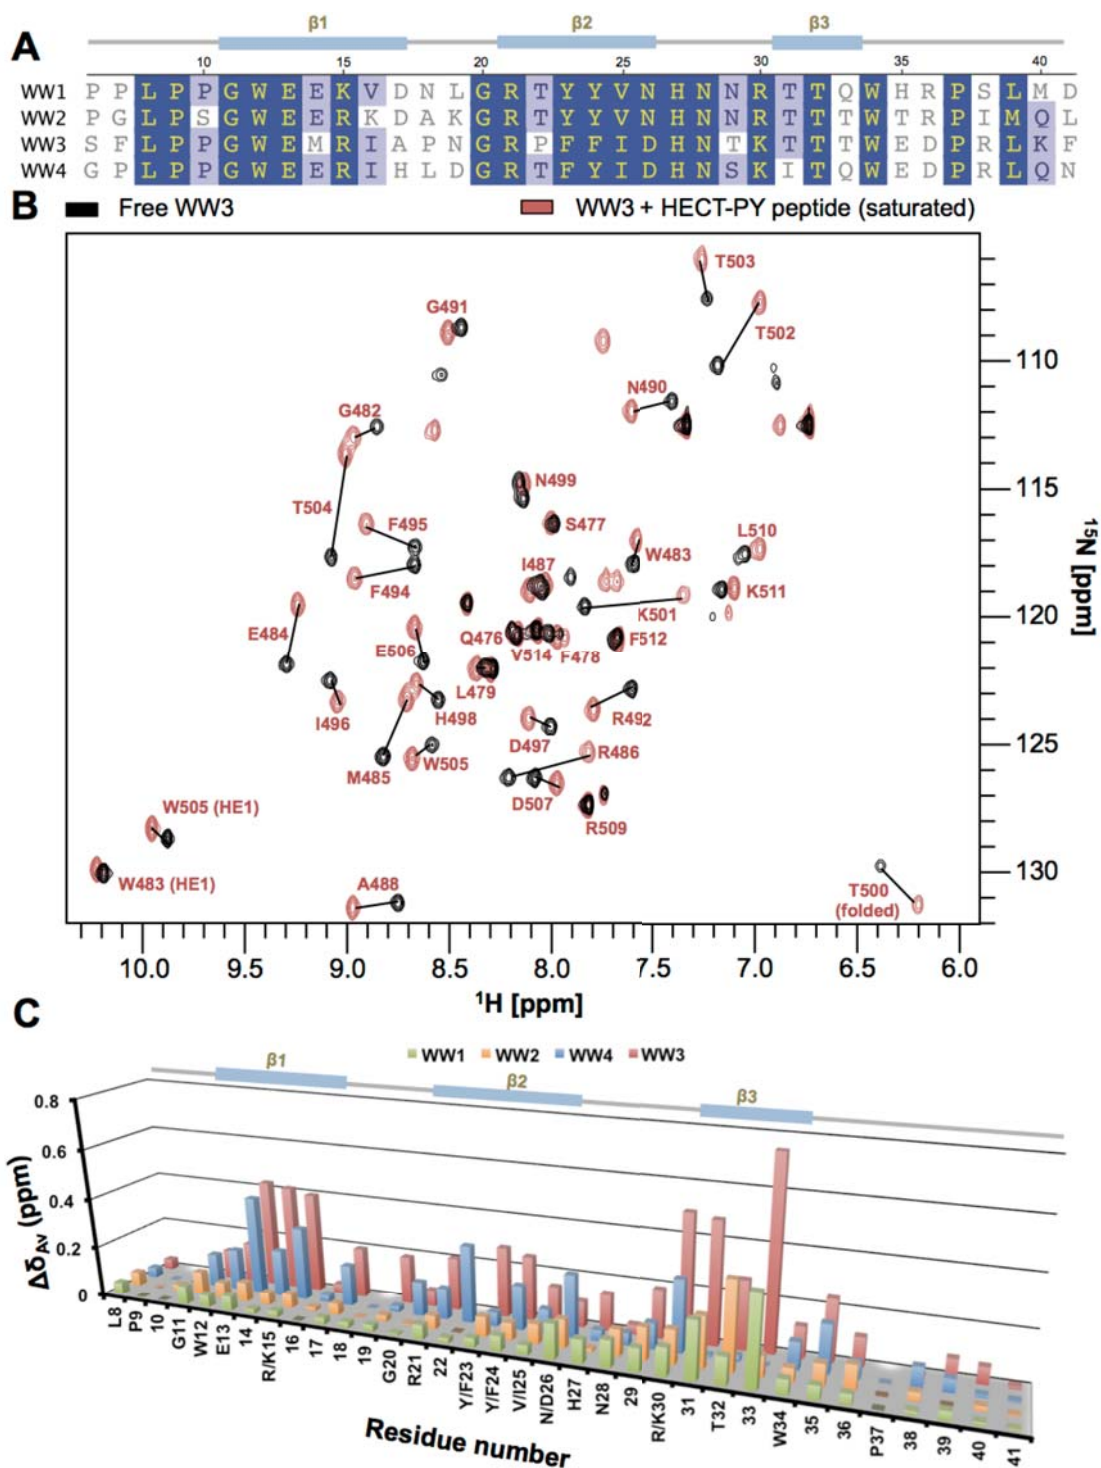 A
β1 β2 β3
10 15 20 25 30 35 40
WW1 P P L P P G W E E K V D N L G R T Y Y V N H N N R T T Q W H R P S L M D
WW2 P G L P S G W E E R K D A K G R T Y Y V N H N N R T T T W T R P I M Q L
WW3 S F L P P G W E M R I A P N G R P F F I D H N T K T T T W E D P R L K F
WW4 G P L P P G W E E R I H L D G R T F Y I D H N S K I T Q W E D P R L Q N
B Free WW3 WW3 + HECT-PY peptide (saturated)
T503
G491
T502
110
N490
G482
N499
115
T504
F495
S477
L510
W483
I487
F494
K511
K501
120
E484
E506
Q476
V514
F478
F512
L479
I496
H498
R492
D497
R486
125
M485
W505
D507
R509
W505 (HE1)
130
W483 (HE1)
A488
T500
(folded)
¹⁵N [ppm]
10.0 9.5 9.0 8.5 8.0 7.5 7.0 6.5 6.0
¹H [ppm]
C
WW1 WW2 WW4 WW3
β1 β2 β3
0.8
0.6
0.4
0.2
0
ΔδAv (ppm)
L8 P9 10 G11 W12 E13 14 R/K15 16 17 18 19 G20 R21 22 Y/F23 Y/F24 V/I25 N/D26 H27 N28 29 R/K30 31 T32 33 W34 35 36 P37 38 39 40 41
Residue number